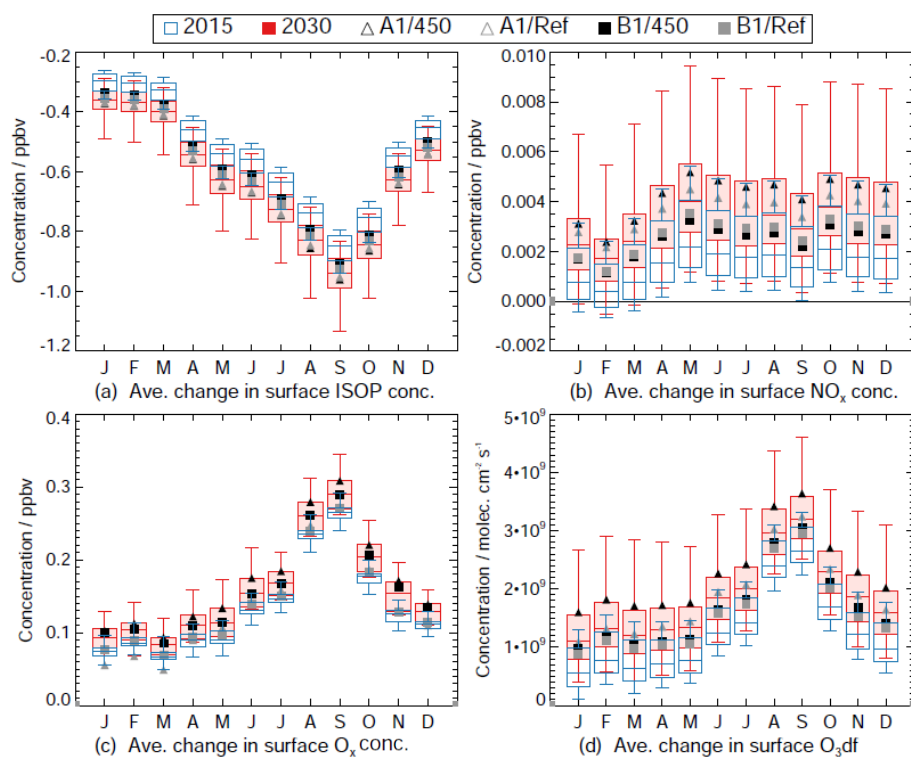 2015 2030 A1/450 A1/Ref B1/450 B1/Ref
-0.2
-0.4
-0.6
-0.8
-1.0
-1.2
Concentration / ppbv
J F M A M J J A S O N D
(a) Ave. change in surface ISOP conc.
0.010
0.008
0.006
0.004
0.002
0.000
-0.002
Concentration / ppbv
J F M A M J J A S O N D
(b) Ave. change in surface NOₓ conc.
0.4
0.3
0.2
0.1
0.0
Concentration / ppbv
J F M A M J J A S O N D
(c) Ave. change in surface Oₓ conc.
5•10⁹
4•10⁹
3•10⁹
2•10⁹
1•10⁹
0
Concentration / molec. cm⁻² s⁻¹
J F M A M J J A S O N D
(d) Ave. change in surface O₃df